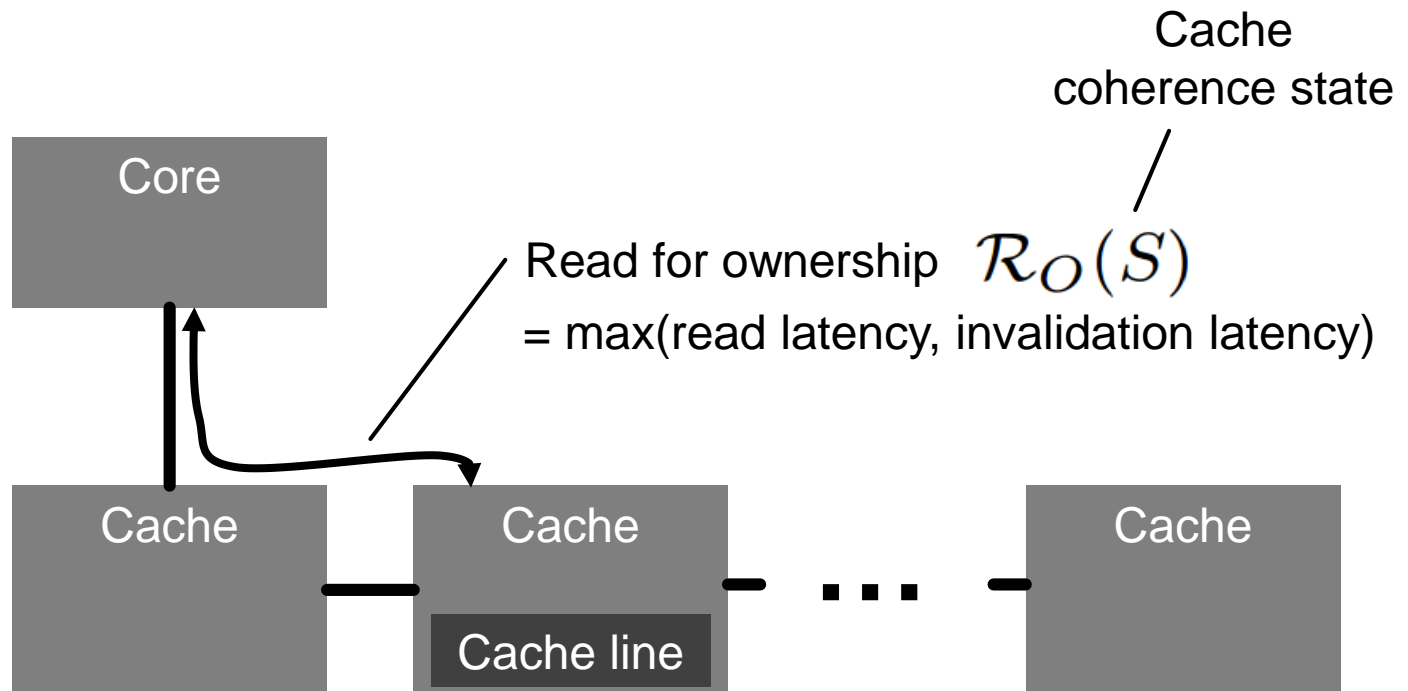 Cache
coherence state
Core
Read for ownership $\mathcal{R}_O(S)$
= max(read latency, invalidation latency)
Cache
Cache
...
Cache
Cache line